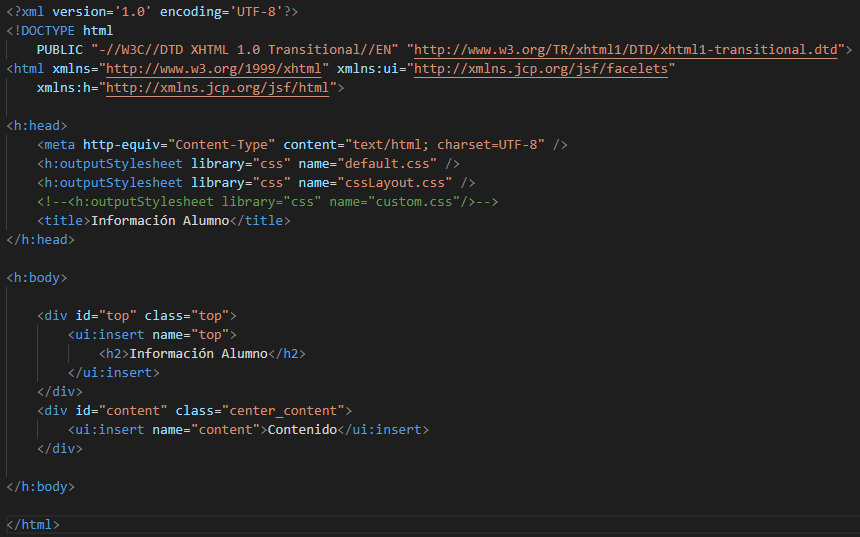 <?xml version='1.0' encoding='UTF-8'?>
<!DOCTYPE html
    PUBLIC "-//W3C//DTD XHTML 1.0 Transitional//EN" "http://www.w3.org/TR/xhtml1/DTD/xhtml1-transitional.dtd">
<html xmlns="http://www.w3.org/1999/xhtml" xmlns:ui="http://xmlns.jcp.org/jsf/facelets"
    xmlns:h="http://xmlns.jcp.org/jsf/html">

<h:head>
    <meta http-equiv="Content-Type" content="text/html; charset=UTF-8" />
    <h:outputStylesheet library="css" name="default.css" />
    <h:outputStylesheet library="css" name="cssLayout.css" />
    <!--<h:outputStylesheet library="css" name="custom.css"/>-->
    <title>Información Alumno</title>
</h:head>

<h:body>

    <div id="top" class="top">
        <ui:insert name="top">
            <h2>Información Alumno</h2>
        </ui:insert>
    </div>
    <div id="content" class="center_content">
        <ui:insert name="content">Contenido</ui:insert>
    </div>

</h:body>

</html>